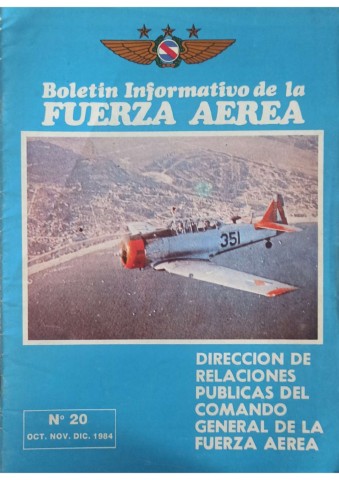 Boletin Informativo de la
FUERZA AEREA
351
DIRECCION DE
RELACIONES
PUBLICAS DEL
COMANDO
GENERAL DE LA
FUERZA AEREA
Nº 20
OCT. NOV. DIC. 1984